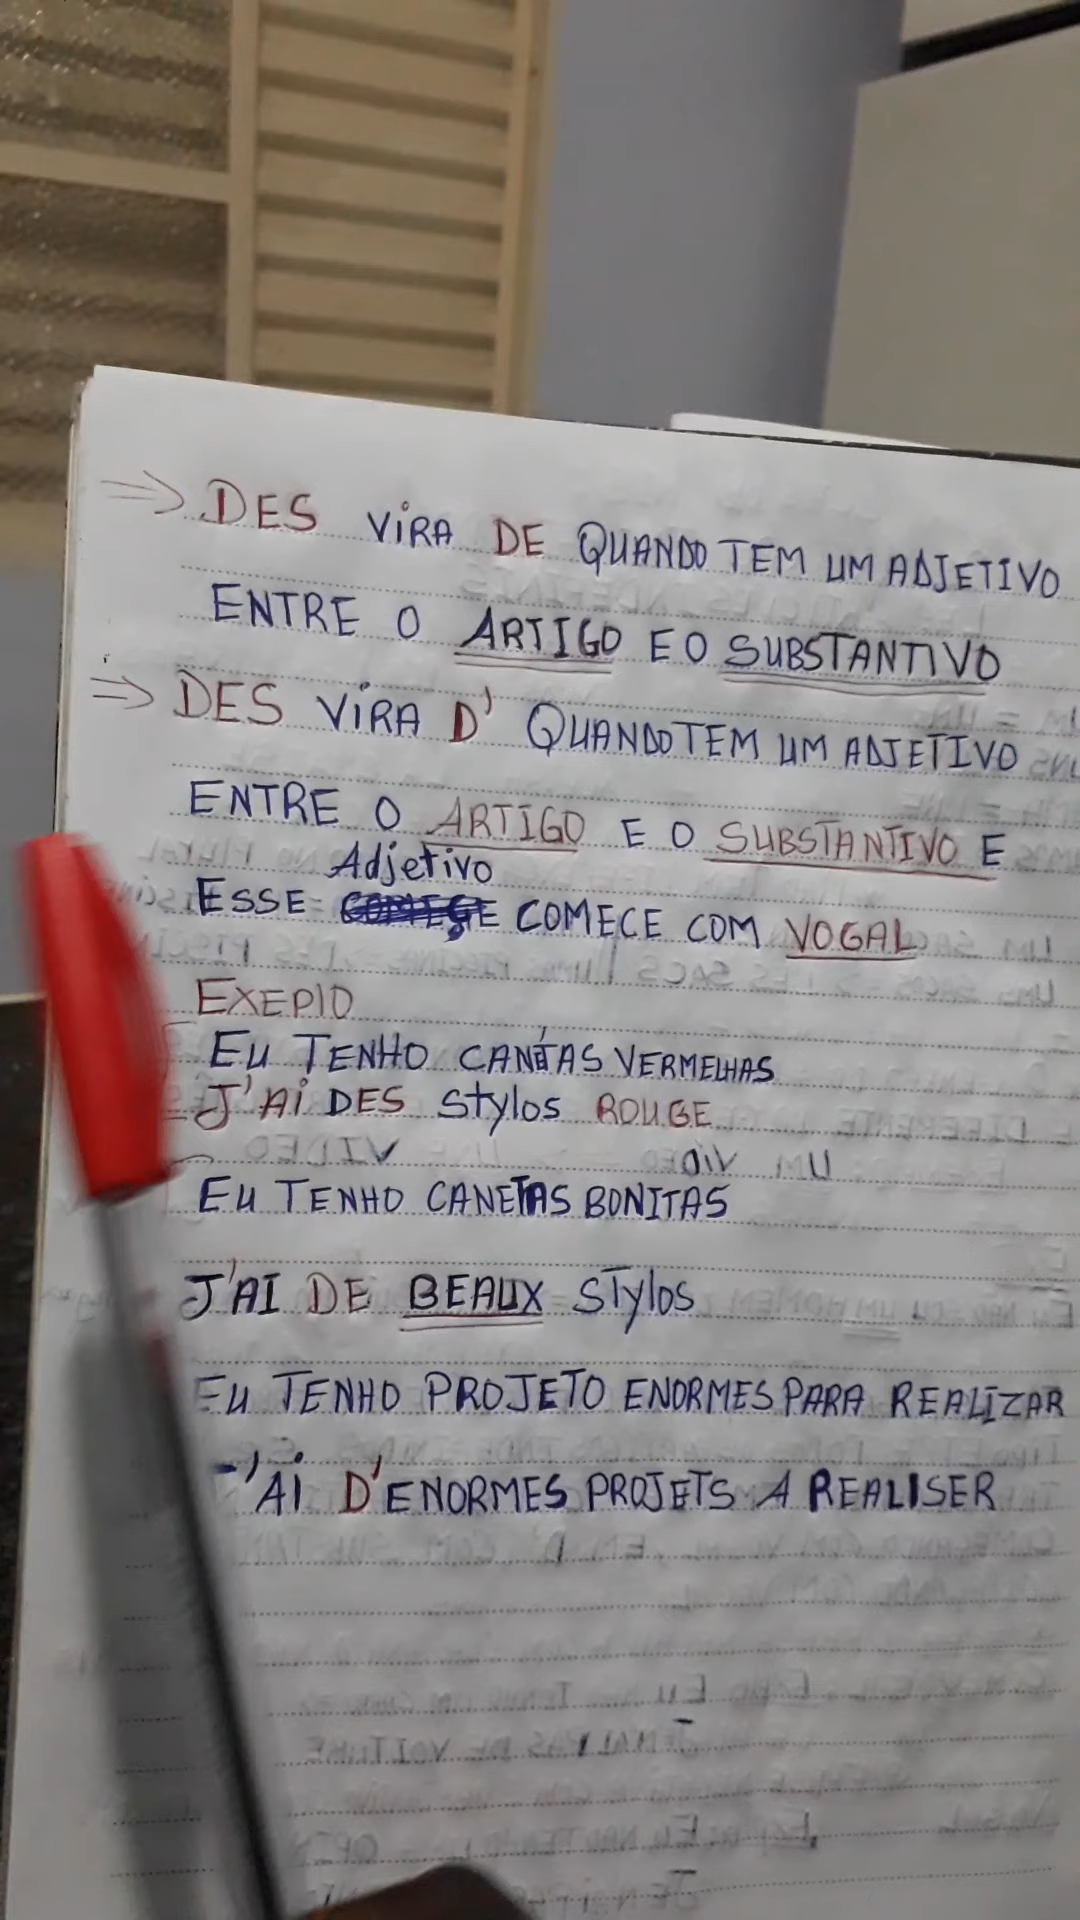 ⇒ DES VIRA DE QUANDO TEM UM ADJETIVO
ENTRE O ARTIGO E O SUBSTANTIVO
⇒ DES VIRA D' QUANDO TEM UM ADJETIVO
ENTRE O ARTIGO E O SUBSTANTIVO E
Adjetivo
ESSE COMECE COM VOGAL
EXEPIO
EU TENHO CANÉTAS VERMELHAS
J'AI DES STYLOS ROUGE
EU TENHO CANETAS BONITAS
J'AI DE BEAUX STYLOS
EU TENHO PROJETO ENORMES PARA REALIZAR
'AI D'ENORMES PROJETS A REALISER